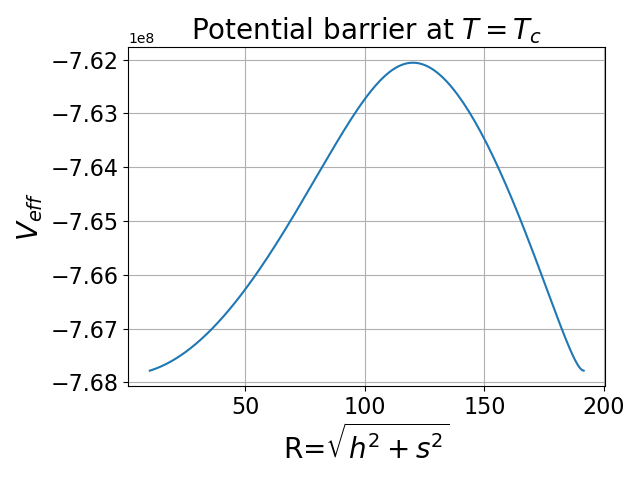 Potential barrier at $T = T_c$
1e8
−7.62
−7.63
−7.64
−7.65
−7.66
−7.67
−7.68
$V_{eff}$
50 100 150 200
R=$\sqrt{h^2 + s^2}$